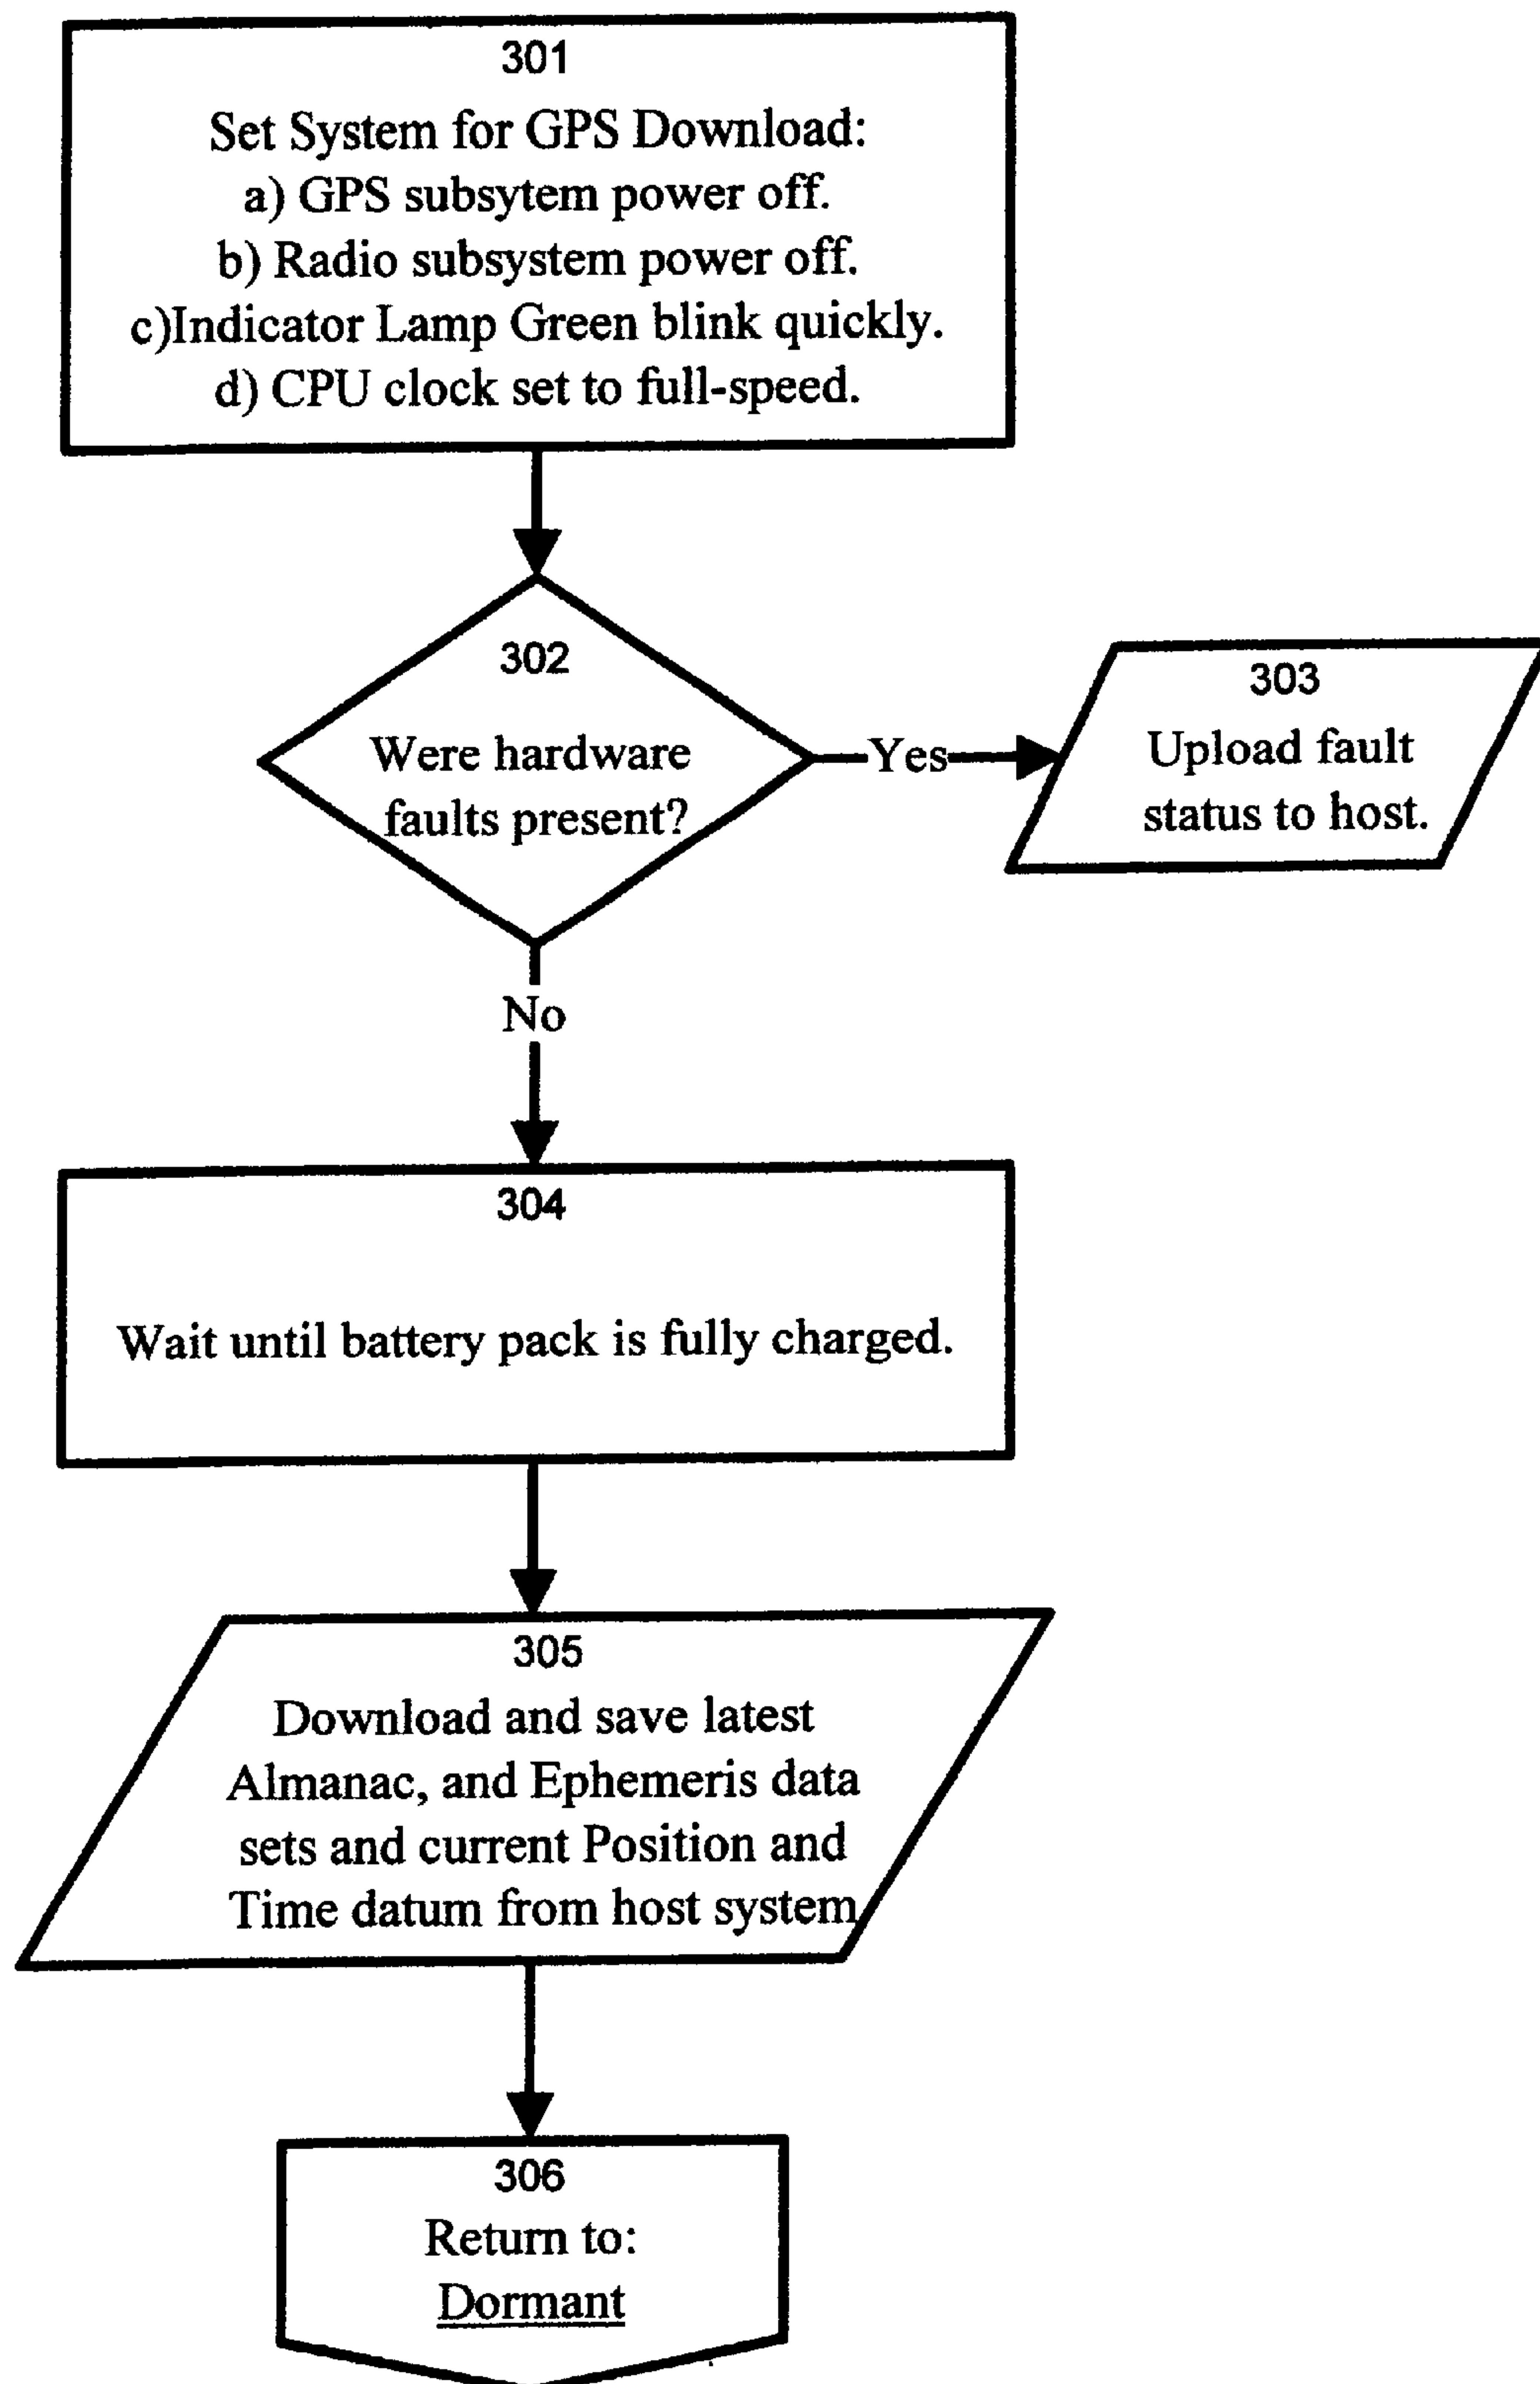 301
Set System for GPS Download:
a) GPS subsytem power off.
b) Radio subsystem power off.
c)Indicator Lamp Green blink quickly.
d) CPU clock set to full-speed.
302
Were hardware
faults present?
Yes
303
Upload fault
status to host.
No
304
Wait until battery pack is fully charged.
305
Download and save latest
Almanac, and Ephemeris data
sets and current Position and
Time datum from host system
306
Return to:
Dormant